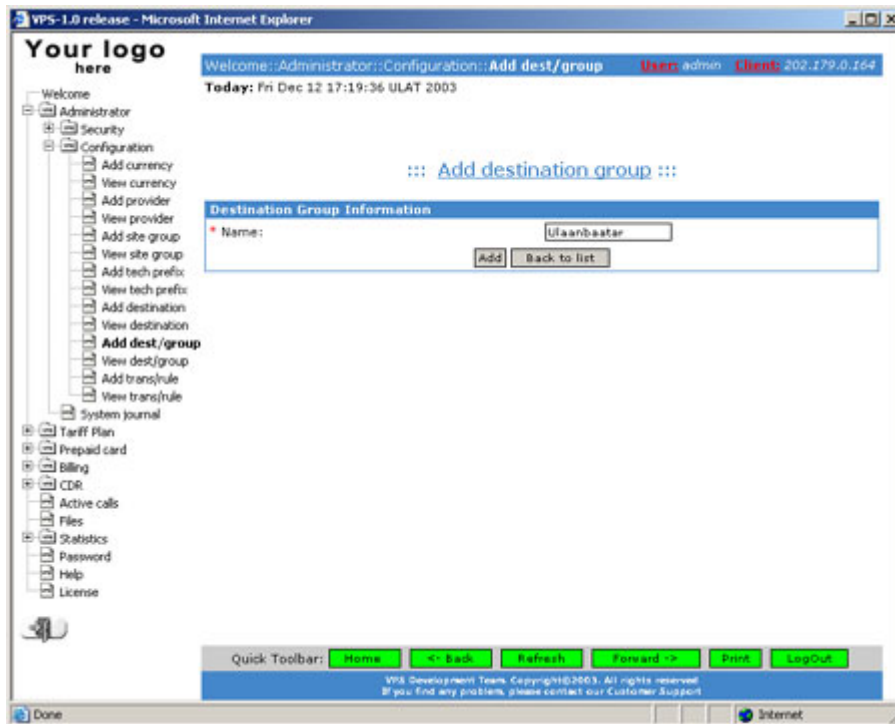 VPS-1.0 release - Microsoft Internet Explorer
Your logo
here
Welcome
Administrator
Security
Configuration
Add currency
View currency
Add provider
View provider
Add site group
View site group
Add tech prefix
View tech prefix
Add destination
View destination
Add dest/group
View dest/group
Add trans/rule
View trans/rule
System journal
Tariff Plan
Prepaid card
Billing
CDR
Active calls
Files
Statistics
Password
Help
License
Welcome::Administrator::Configuration::Add dest/group User: admin Client: 202.179.0.164
Today: Fri Dec 12 17:19:36 ULAT 2003
::: Add destination group :::
Destination Group Information
* Name: Ulaanbaatar
Add Back to list
Quick Toolbar: Home <- Back Refresh Forward -> Print LogOut
VPS Development Team. Copyright©2003. All rights reserved
If you find any problem, please contact our Customer Support
Done Internet